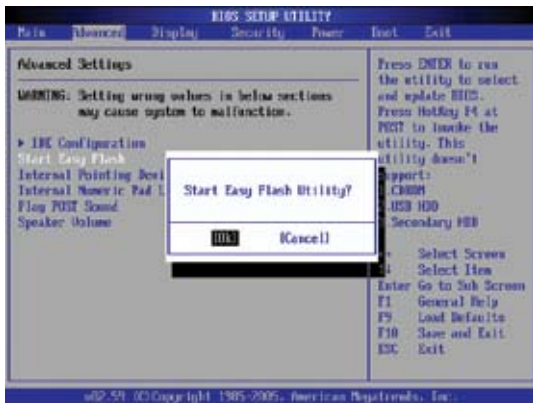 BIOS SETUP UTILITY
Main Advanced Display Security Power Boot Exit
Advanced Settings
WARNING: Setting wrong values in below sections
may cause system to malfunction.
IDE Configuration
Start Easy Flash
Internal Pointing Devi
Internal Numeric Pad L
Play POST Sound
Speaker Volume
Start Easy Flash Utility?
[Ok] [Cancel]
Press ENTER to run
the utility to select
and update BIOS.
Press HotKey F4 at
POST to invoke the
utility. This
utility doesn't
support:
CDROM
USB HDD
Secondary HDD
Select Screen
Select Item
Enter Go to Sub Screen
F1 General Help
F9 Load Defaults
F10 Save and Exit
ESC Exit
v02.59 (C)Copyright 1985-2005, American Megatrends, Inc.